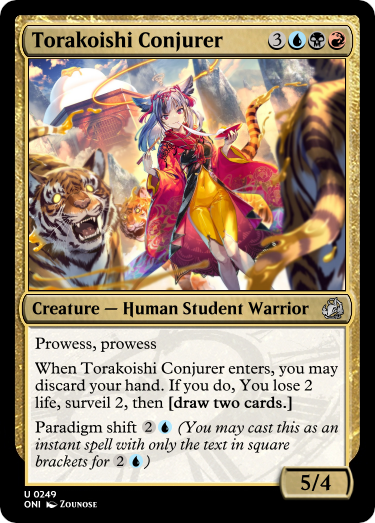 Torakoishi Conjurer 3
Creature — Human Student Warrior
Prowess, prowess
When Torakoishi Conjurer enters, you may
discard your hand. If you do, You lose 2
life, surveil 2, then [draw two cards.]
Paradigm shift 2 (You may cast this as an
instant spell with only the text in square
brackets for 2 )
5/4
U 0249
ONI Zounose